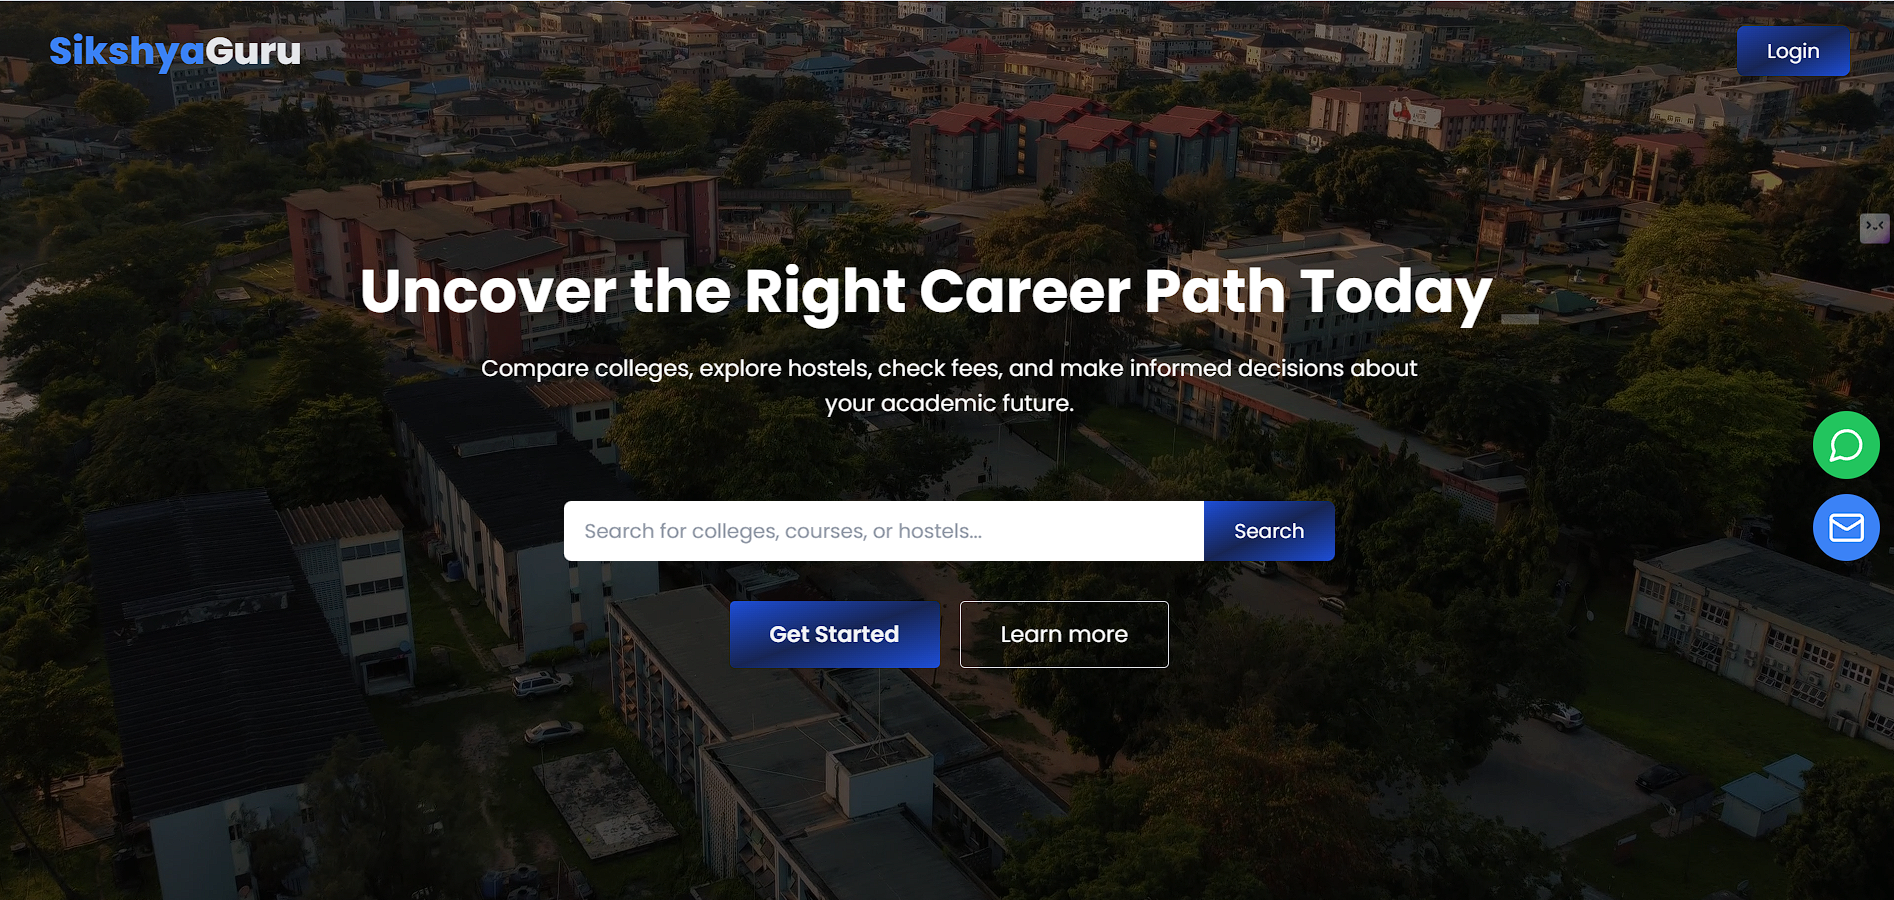 SikshyaGuru
Login
Uncover the Right Career Path Today_
Compare colleges, explore hostels, check fees, and make informed decisions about
your academic future.
Search for colleges, courses, or hostels...
Search
Get Started
Learn more